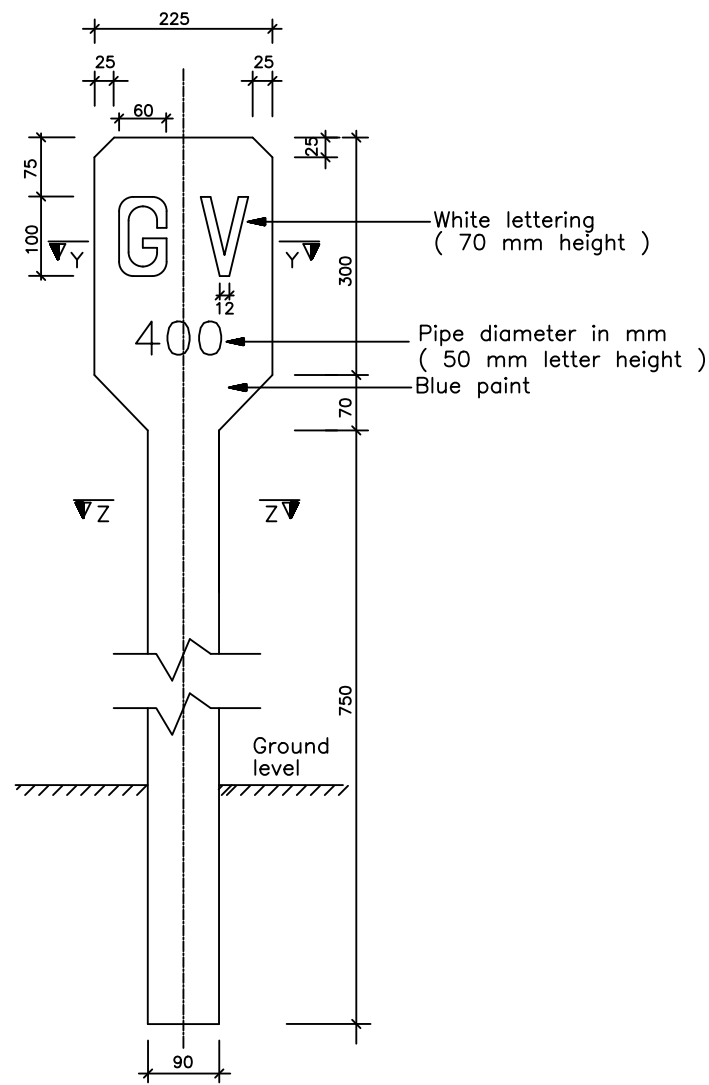 225
25
25
60
25
75
G V
White lettering
( 70 mm height )
100
Y
Y
300
12
400
Pipe diameter in mm
( 50 mm letter height )
Blue paint
70
Z
Z
750
Ground
level
90